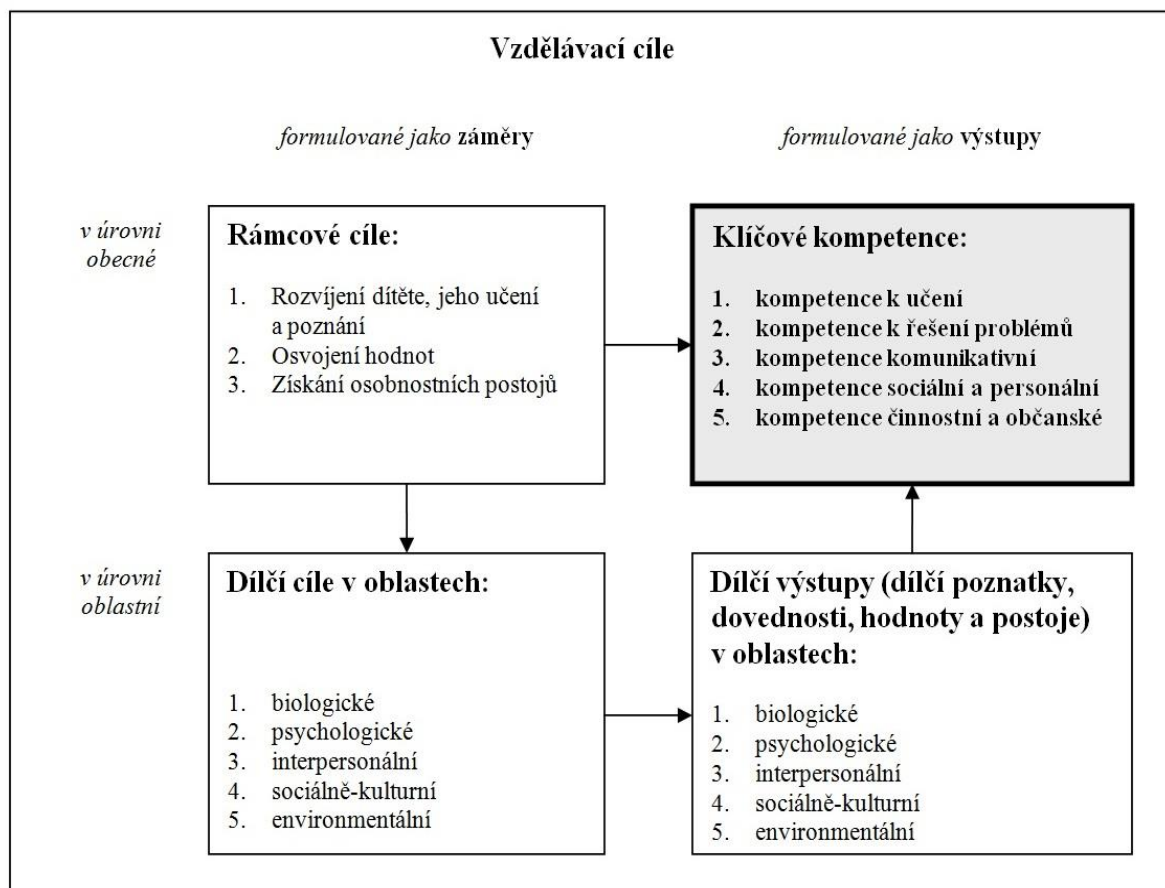 Vzdělávací cíle
formulované jako záměry
formulované jako výstupy
v úrovni
obecné
Rámcové cíle:
1. Rozvíjení dítěte, jeho učení
a poznání
2. Osvojení hodnot
3. Získání osobnostních postojů
Klíčové kompetence:
1. kompetence k učení
2. kompetence k řešení problémů
3. kompetence komunikativní
4. kompetence sociální a personální
5. kompetence činnostní a občanské
v úrovni
oblastní
Dílčí cíle v oblastech:
1. biologické
2. psychologické
3. interpersonální
4. sociálně-kulturní
5. environmentální
Dílčí výstupy (dílčí poznatky,
dovednosti, hodnoty a postoje)
v oblastech:
1. biologické
2. psychologické
3. interpersonální
4. sociálně-kulturní
5. environmentální